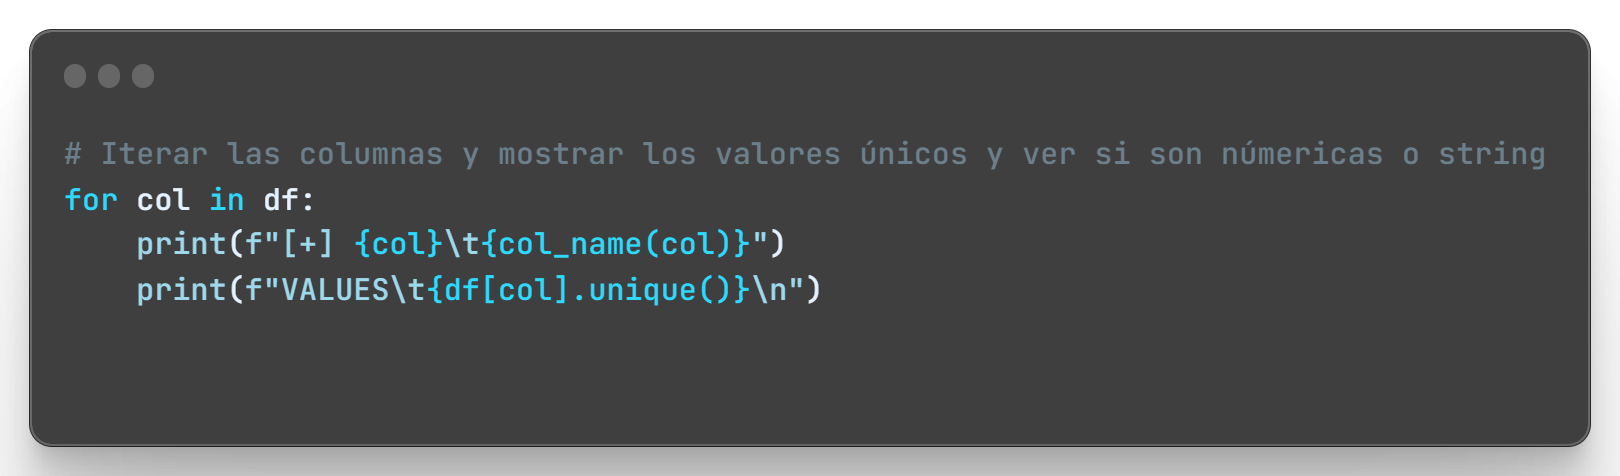 # Iterar las columnas y mostrar los valores únicos y ver si son númericas o string
for col in df:
    print(f"[+] {col}\t{col_name(col)}")
    print(f"VALUES\t{df[col].unique()}\n")